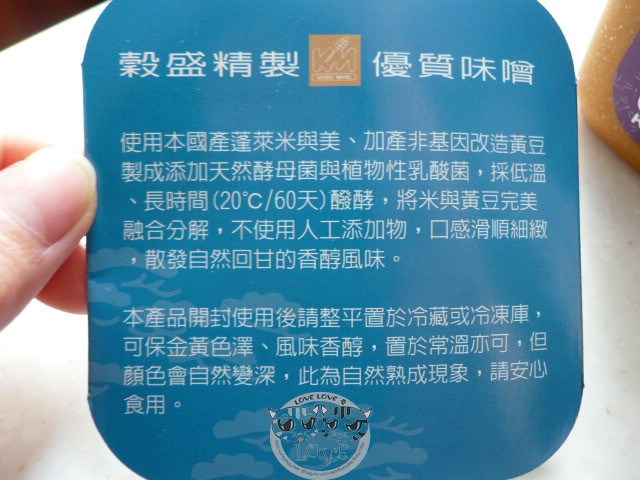 穀盛精製 KM 優質味噌
使用本國產蓬萊米與美、加產非基因改造黃豆
製成添加天然酵母菌與植物性乳酸菌，採低溫
、長時間(20℃/60天)醱酵，將米與黃豆完美
融合分解，不使用人工添加物，口感滑順細緻
，散發自然回甘的香醇風味。
本產品開封使用後請整平置於冷藏或冷凍庫，
可保金黃色澤、風味香醇，置於常溫亦可，但
顏色會自然變深，此為自然熟成現象，請安心
食用。
LOVE LOVE